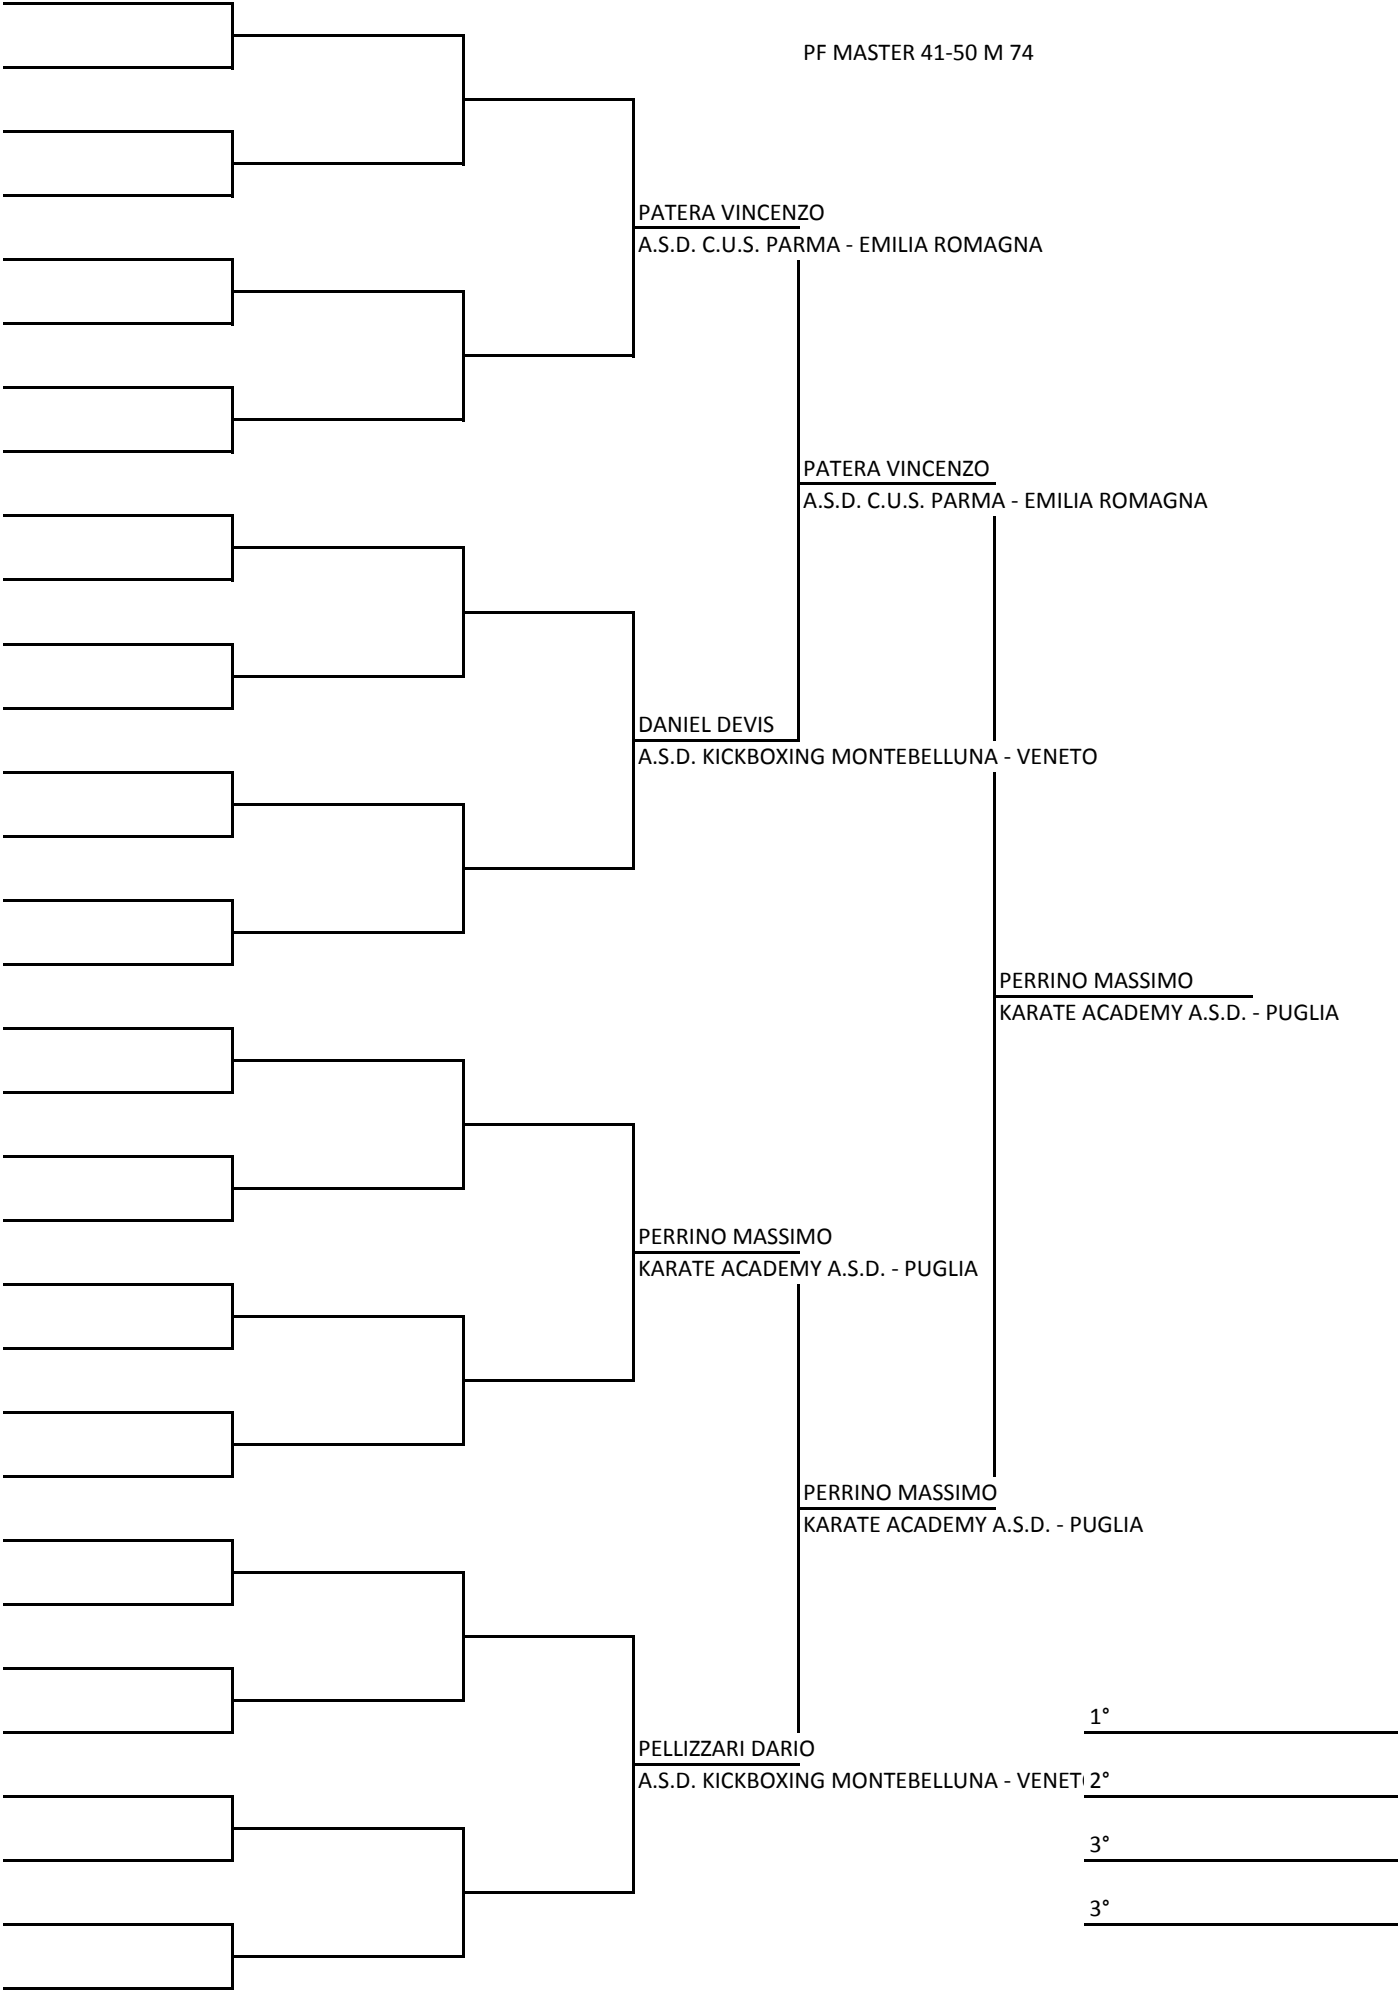 PF MASTER 41-50 M 74
PATERA VINCENZO
A.S.D. C.U.S. PARMA - EMILIA ROMAGNA
PATERA VINCENZO
A.S.D. C.U.S. PARMA - EMILIA ROMAGNA
DANIEL DEVIS
A.S.D. KICKBOXING MONTEBELLUNA - VENETO
PERRINO MASSIMO
KARATE ACADEMY A.S.D. - PUGLIA
PERRINO MASSIMO
KARATE ACADEMY A.S.D. - PUGLIA
PERRINO MASSIMO
KARATE ACADEMY A.S.D. - PUGLIA
1°
PELLIZZARI DARIO
A.S.D. KICKBOXING MONTEBELLUNA - VENET
2°
3°
3°